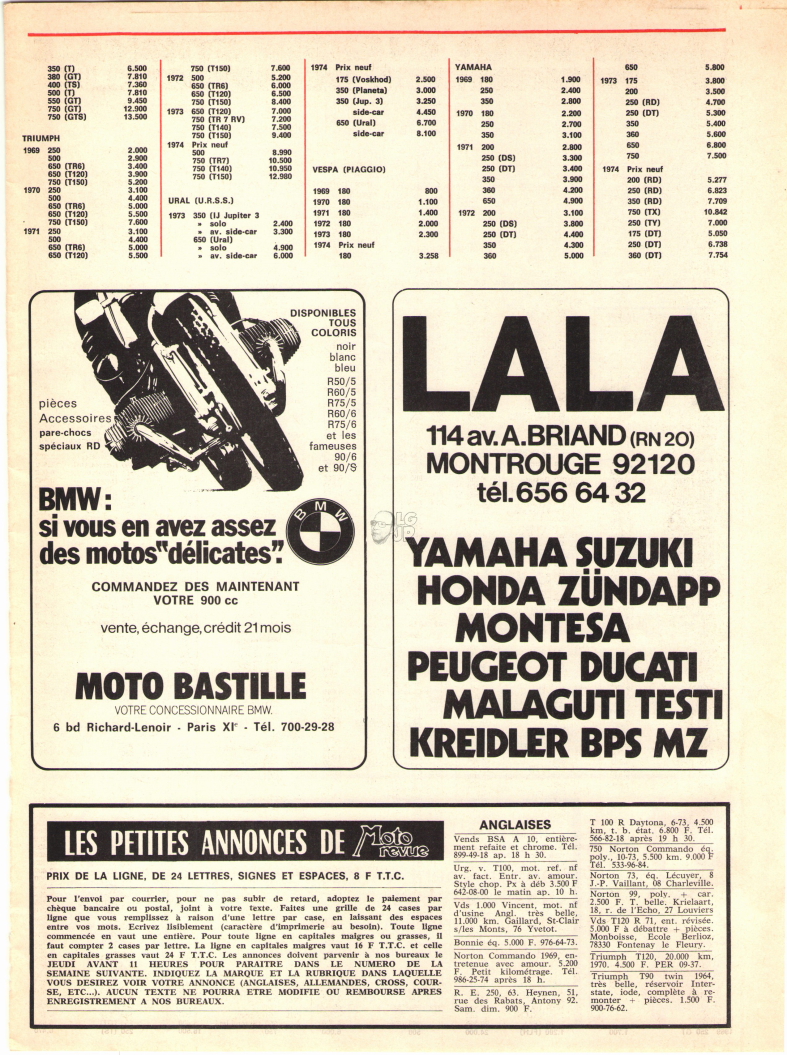 350 (T) 6.500
380 (GT) 7.810
400 (TS) 7.360
500 (T) 7.810
550 (GT) 9.450
750 (GT) 12.900
750 (GTS) 13.500
TRIUMPH
1969 250 2.000
500 2.900
650 (TR6) 3.400
650 (T120) 3.900
750 (T150) 5.200
1970 250 3.100
500 4.400
650 (TR6) 5.000
650 (T120) 5.500
750 (T150) 7.600
1971 250 3.100
500 4.400
650 (TR6) 5.000
650 (T120) 5.500
750 (T150) 7.600
1972 500 5.200
650 (TR6) 6.000
650 (T120) 6.500
750 (T150) 8.400
1973 650 (T120) 7.000
750 (TR 7 RV) 7.200
750 (T140) 7.500
750 (T150) 9.400
1974 Prix neuf
500 8.990
750 (TR7) 10.500
750 (T140) 10.950
750 (T150) 12.980
URAL (U.R.S.S.)
1973 350 (IJ Jupiter 3
» solo 2.400
» av. side-car 3.300
650 (Ural)
» solo 4.900
» av. side-car 6.000
1974 Prix neuf
175 (Voskhod) 2.500
350 (Planeta) 3.000
350 (Jup. 3) 3.250
side-car 4.450
650 (Ural) 6.700
side-car 8.100
VESPA (PIAGGIO)
1969 180 800
1970 180 1.100
1971 180 1.400
1972 180 2.000
1973 180 2.300
1974 Prix neuf
180 3.258
YAMAHA
1969 180 1.900
250 2.400
350 2.800
1970 180 2.200
250 2.700
350 3.100
1971 200 2.800
250 (DS) 3.300
250 (DT) 3.400
350 3.900
360 4.200
650 4.900
1972 200 3.100
250 (DS) 3.800
250 (DT) 4.400
350 4.300
360 5.000
650 5.800
1973 175 3.800
200 3.500
250 (RD) 4.700
250 (DT) 5.300
350 5.400
360 5.600
650 6.800
750 7.500
1974 Prix neuf
200 (RD) 5.277
250 (RD) 6.823
350 (RD) 7.709
750 (TX) 10.842
250 (TY) 7.000
175 (DT) 5.050
250 (DT) 6.738
360 (DT) 7.754
DISPONIBLES
TOUS
COLORIS
noir
blanc
bleu
R50/5
R60/5
R75/5
R60/6
R75/6
et les
fameuses
90/6
et 90/S
pièces
Accessoires
pare-chocs
spéciaux RD
BMW:
si vous en avez assez
des motos "délicates".
BMW
COMMANDEZ DES MAINTENANT
VOTRE 900 cc
vente, échange, crédit 21 mois
MOTO BASTILLE
VOTRE CONCESSIONNAIRE BMW.
6 bd Richard-Lenoir - Paris XIe - Tél. 700-29-28
LALA
114 av. A. BRIAND (RN 20)
MONTROUGE 92120
tél. 656 64 32
YAMAHA SUZUKI
HONDA ZÜNDAPP
MONTESA
PEUGEOT DUCATI
MALAGUTI TESTI
KREIDLER BPS MZ
LG
JP
LES PETITES ANNONCES DE Moto revue
PRIX DE LA LIGNE, DE 24 LETTRES, SIGNES ET ESPACES, 8 F T.T.C.
Pour l'envoi par courrier, pour ne pas subir de retard, adoptez le paiement par
chèque bancaire ou postal, joint à votre texte. Faites une grille de 24 cases par
ligne que vous remplissez à raison d'une lettre par case, en laissant des espaces
entre vos mots. Ecrivez lisiblement (caractère d'imprimerie au besoin). Toute ligne
commencée en vaut une entière. Pour toute ligne en capitales maigres ou grasses, il
faut compter 2 cases par lettre. La ligne en capitales maigres vaut 16 F T.T.C. et celle
en capitales grasses vaut 24 F T.T.C. Les annonces doivent parvenir à nos bureaux le
JEUDI AVANT 11 HEURES POUR PARAITRE DANS LE NUMERO DE LA
SEMAINE SUIVANTE. INDIQUEZ LA MARQUE ET LA RUBRIQUE DANS LAQUELLE
VOUS DESIREZ VOIR VOTRE ANNONCE (ANGLAISES, ALLEMANDES, CROSS, COUR-
SE, ETC...). AUCUN TEXTE NE POURRA ETRE MODIFIE OU REMBOURSE APRES
ENREGISTREMENT A NOS BUREAUX.
ANGLAISES
Vends BSA A 10, entière-
ment refaite et chrome. Tél.
899-49-18 ap. 18 h. 30.
Urg. v. T100, mot. ref. nf
av. fact. Entr. av. amour.
Style chop. Px à déb 3.500 F
642-08-00 le matin ap. 10 h.
Vds 1.000 Vincent, mot. nf
d'usine Angl. très belle,
11.000 km. Gaillard, St-Clair
s/les Monts, 76 Yvetot.
Bonnie éq. 5.000 F. 976-64-73.
Norton Commando 1969, en-
tretenue avec amour. 5.200
F. Petit kilométrage. Tél.
986-25-74 après 18 h.
R. E. 250, 63. Heynen, 51,
rue des Rabats, Antony 92.
Sam. dim. 900 F.
T 100 R Daytona, 6-73, 4.500
km, t. b. état. 6.800 F. Tél.
566-82-18 après 19 h 30.
750 Norton Commando éq.
poly., 10-73, 5.500 km. 9.000 F
Tél. 533-96-84.
Norton 73, éq. Lécuyer, 8
J.-P. Vaillant, 08 Charleville.
Norton 99, poly. + car.
2.500 F. T. belle. Krielaart,
18, r. de l'Echo, 27 Louviers
Vds T120 R 71, ent. révisée.
5.000 F à débattre + pièces.
Monboisse, Ecole Berlioz,
78330 Fontenay le Fleury.
Triumph T120, 20.000 km,
1970. 4.500 F. PER 09-37.
Triumph T90 twin 1964,
très belle, réservoir Inter-
state, iode, complète à re-
monter + pièces. 1.500 F.
900-76-62.